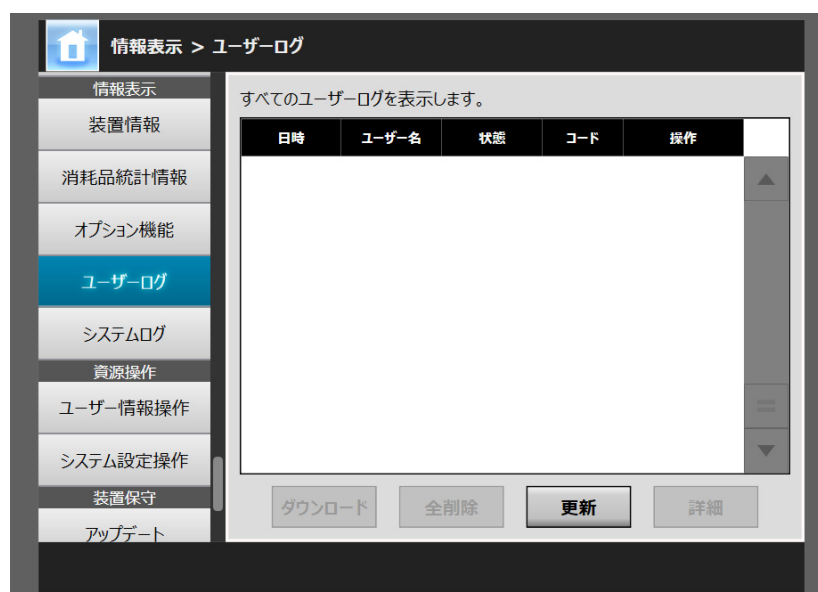 情報表示 > ユーザーログ
情報表示
装置情報
消耗品統計情報
オプション機能
ユーザーログ
システムログ
資源操作
ユーザー情報操作
システム設定操作
装置保守
アップデート
すべてのユーザーログを表示します。
日時 ユーザー名 状態 コード 操作
ダウンロード 全削除 更新 詳細